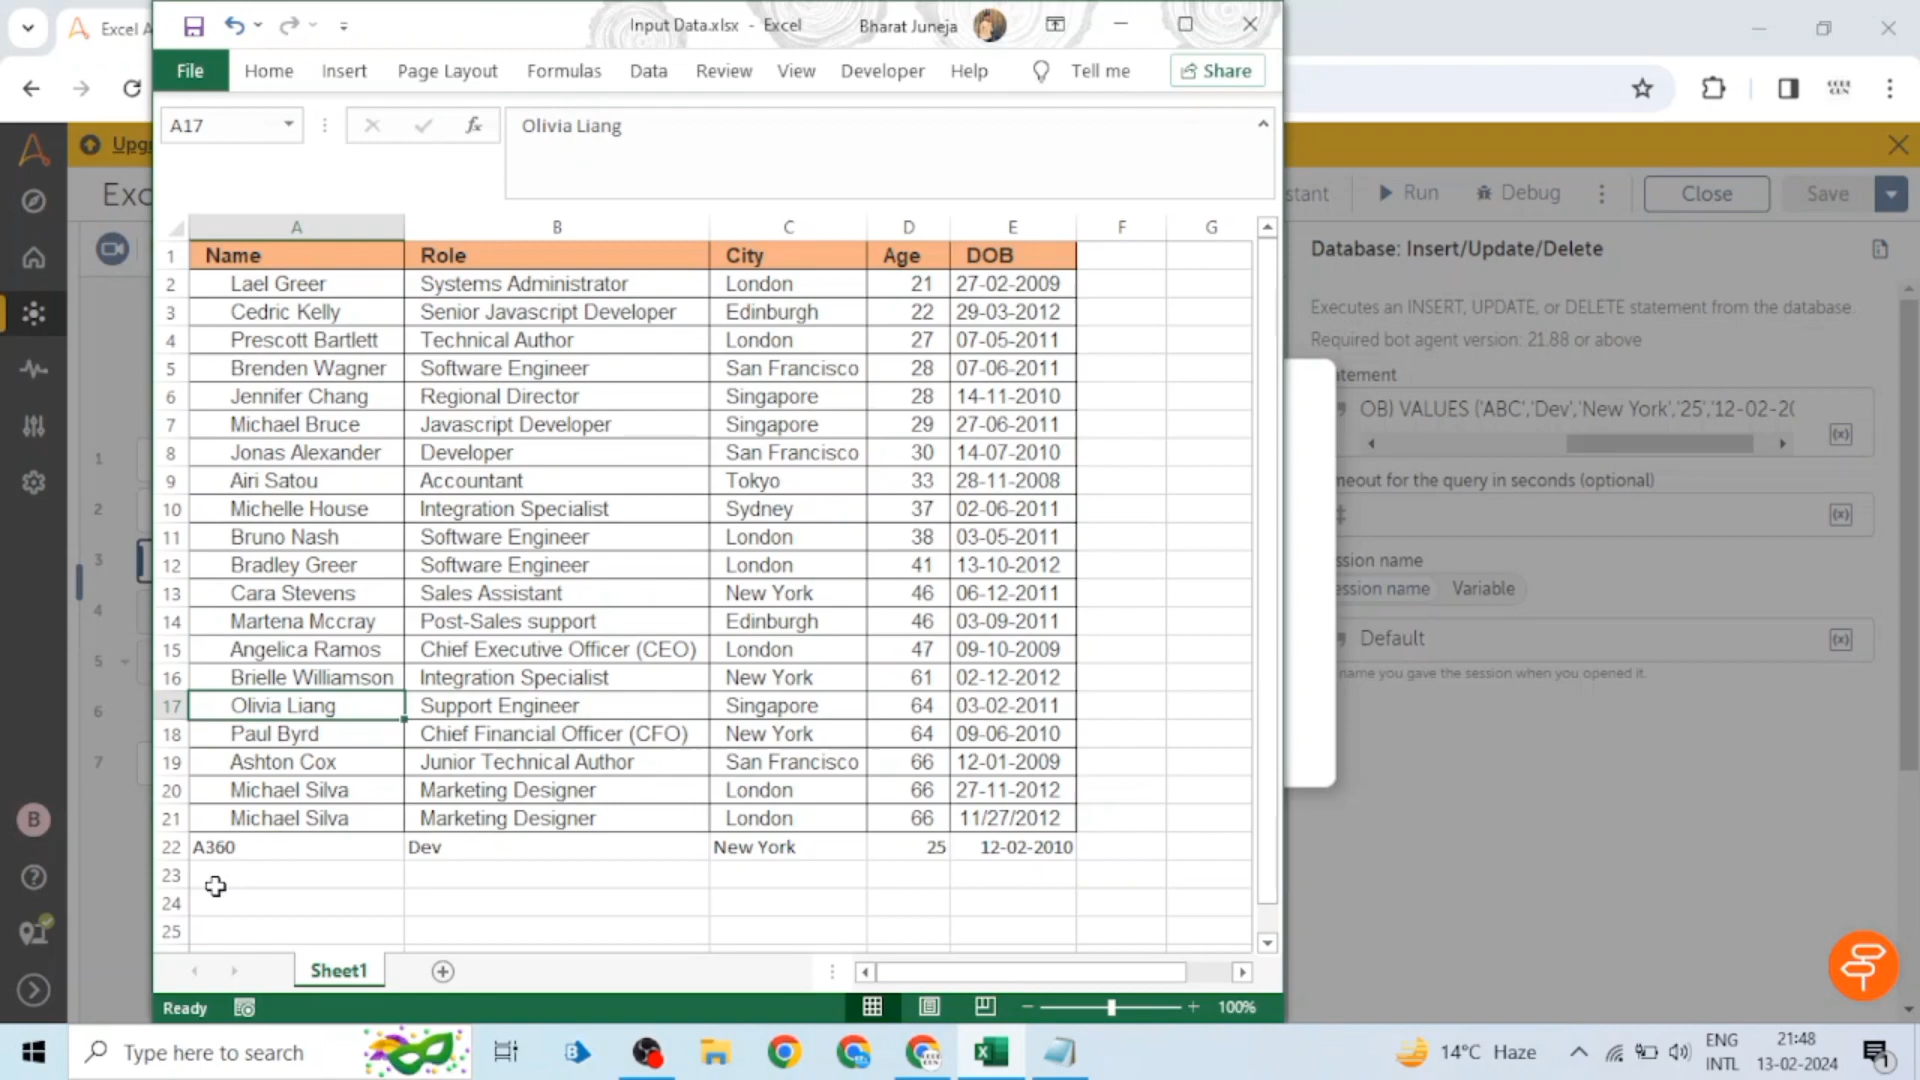 Excel A
Input Data.xlsx - Excel
Bharat Juneja
File Home Insert Page Layout Formulas Data Review View Developer Help Tell me Share
A17 fx Olivia Liang
Run Debug Close Save
A B C D E F G
1 Name Role City Age DOB
2 Lael Greer Systems Administrator London 21 27-02-2009
3 Cedric Kelly Senior Javascript Developer Edinburgh 22 29-03-2012
4 Prescott Bartlett Technical Author London 27 07-05-2011
5 Brenden Wagner Software Engineer San Francisco 28 07-06-2011
6 Jennifer Chang Regional Director Singapore 28 14-11-2010
7 Michael Bruce Javascript Developer Singapore 29 27-06-2011
8 Jonas Alexander Developer San Francisco 30 14-07-2010
9 Airi Satou Accountant Tokyo 33 28-11-2008
10 Michelle House Integration Specialist Sydney 37 02-06-2011
11 Bruno Nash Software Engineer London 38 03-05-2011
12 Bradley Greer Software Engineer London 41 13-10-2012
13 Cara Stevens Sales Assistant New York 46 06-12-2011
14 Martena Mccray Post-Sales support Edinburgh 46 03-09-2011
15 Angelica Ramos Chief Executive Officer (CEO) London 47 09-10-2009
16 Brielle Williamson Integration Specialist New York 61 02-12-2012
17 Olivia Liang Support Engineer Singapore 64 03-02-2011
18 Paul Byrd Chief Financial Officer (CFO) New York 64 09-06-2010
19 Ashton Cox Junior Technical Author San Francisco 66 12-01-2009
20 Michael Silva Marketing Designer London 66 27-11-2012
21 Michael Silva Marketing Designer London 66 11/27/2012
22 A360 Dev New York 25 12-02-2010
23
24
25
Sheet1
Ready 100%
Database: Insert/Update/Delete
Executes an INSERT, UPDATE, or DELETE statement from the database.
Required bot agent version: 21.88 or above
atement
OB) VALUES ('ABC','Dev','New York','25','12-02-20
(x)
meout for the query in seconds (optional)
(x)
ssion name
ession name Variable
Default (x)
name you gave the session when you opened it.
Upgr
Exc
1
2
3
4
5
6
7
B
Type here to search
14°C Haze
ENG
INTL
21:48
13-02-2024
1